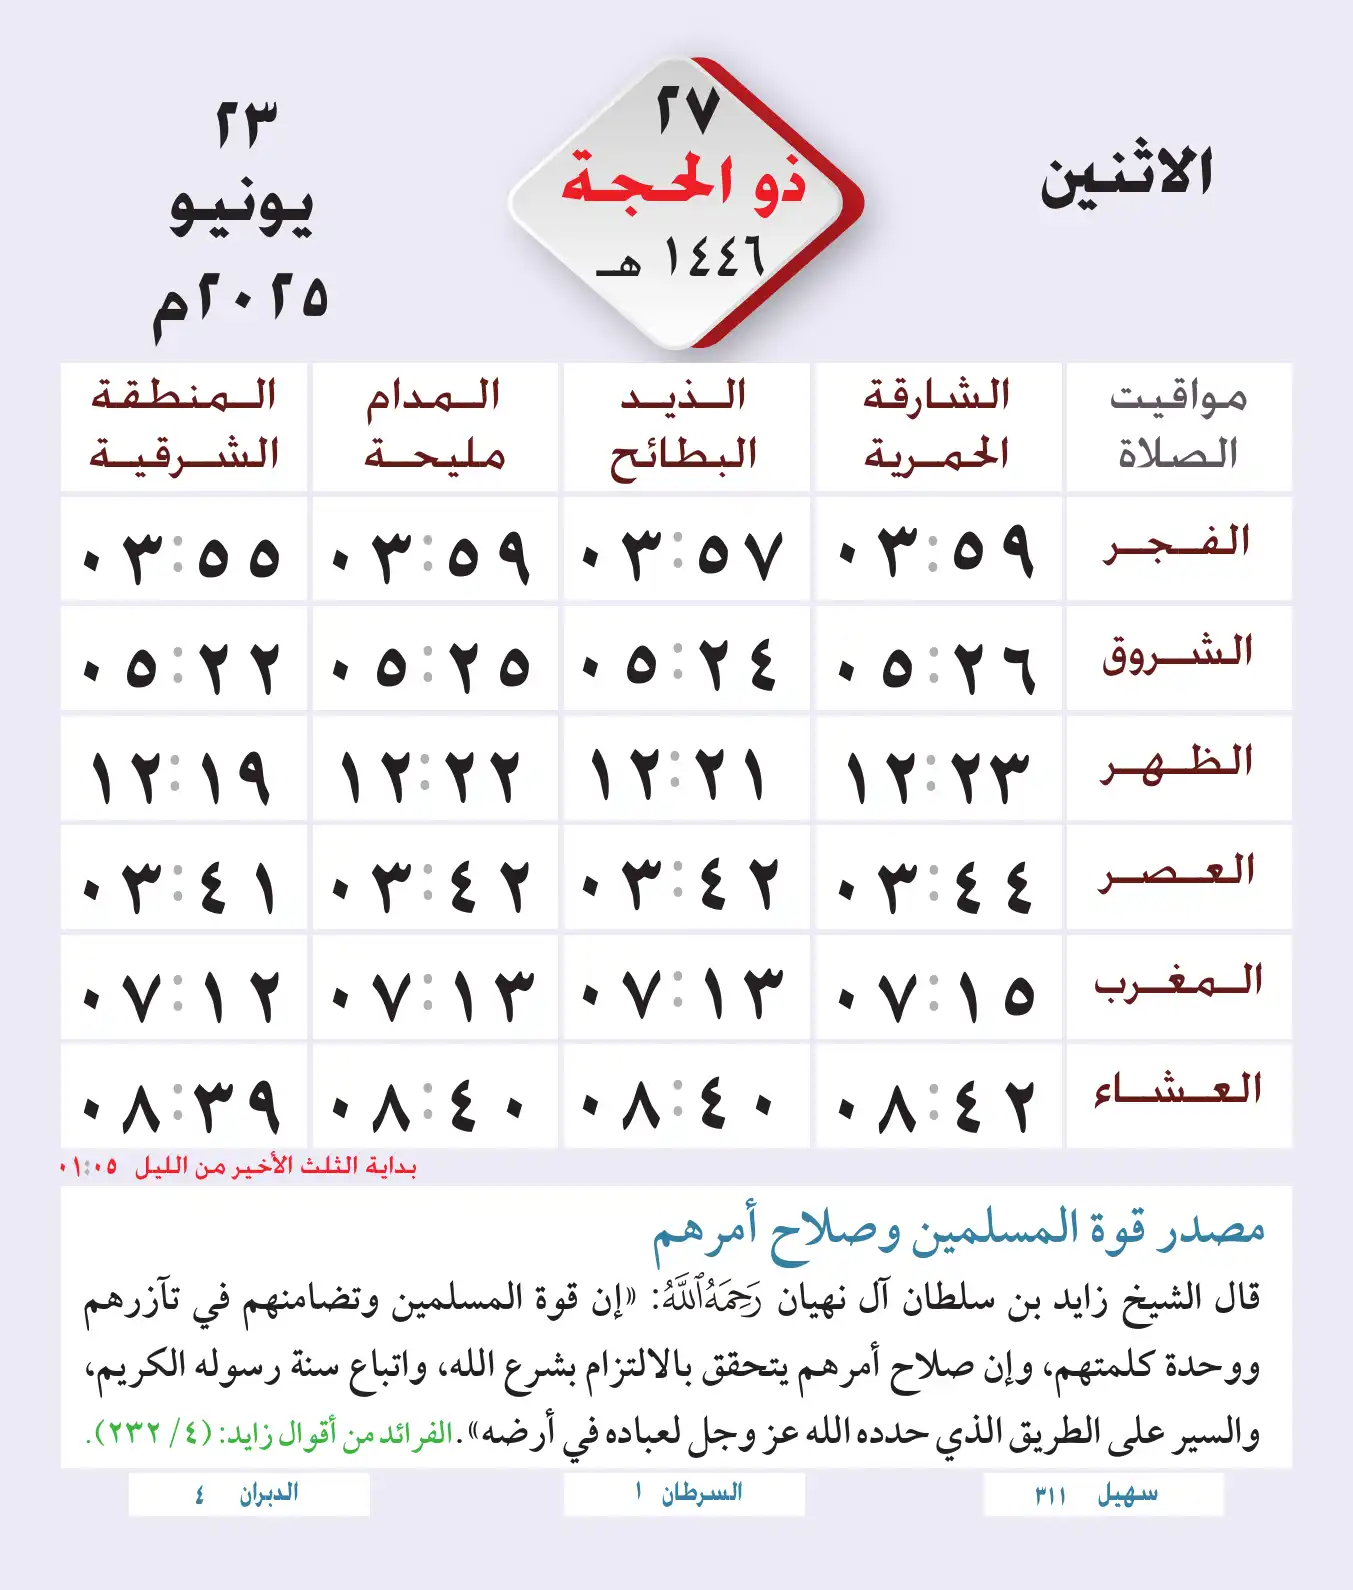 الاثنين
٢٧
ذو الحجة
١٤٤٦ هـ
٢٣
يونيو
٢٠٢٥م
مواقيت الصلاة
الشارقة الحمرية
الذيد البطائح
المدام مليحة
المنطقة الشرقية
الفجر ٠٣:٥٩ ٠٣:٥٧ ٠٣:٥٩ ٠٣:٥٥
الشروق ٠٥:٢٦ ٠٥:٢٤ ٠٥:٢٥ ٠٥:٢٢
الظهر ١٢:٢٣ ١٢:٢١ ١٢:٢٢ ١٢:١٩
العصر ٠٣:٤٤ ٠٣:٤٢ ٠٣:٤٢ ٠٣:٤١
المغرب ٠٧:١٥ ٠٧:١٣ ٠٧:١٣ ٠٧:١٢
العشاء ٠٨:٤٢ ٠٨:٤٠ ٠٨:٤٠ ٠٨:٣٩
بداية الثلث الأخير من الليل ٠١:٠٥
مصدر قوة المسلمين وصلاح أمرهم
قال الشيخ زايد بن سلطان آل نهيان رَحِمَهُ ٱللَّهُ: «إن قوة المسلمين وتضامنهم في تآزرهم
ووحدة كلمتهم، وإن صلاح أمرهم يتحقق بالالتزام بشرع الله، واتباع سنة رسوله الكريم،
والسير على الطريق الذي حدده الله عز وجل لعباده في أرضه». الفرائد من أقوال زايد: (٤/ ٢٣٢).
سهيل ٣١١
السرطان ١
الدبران ٤